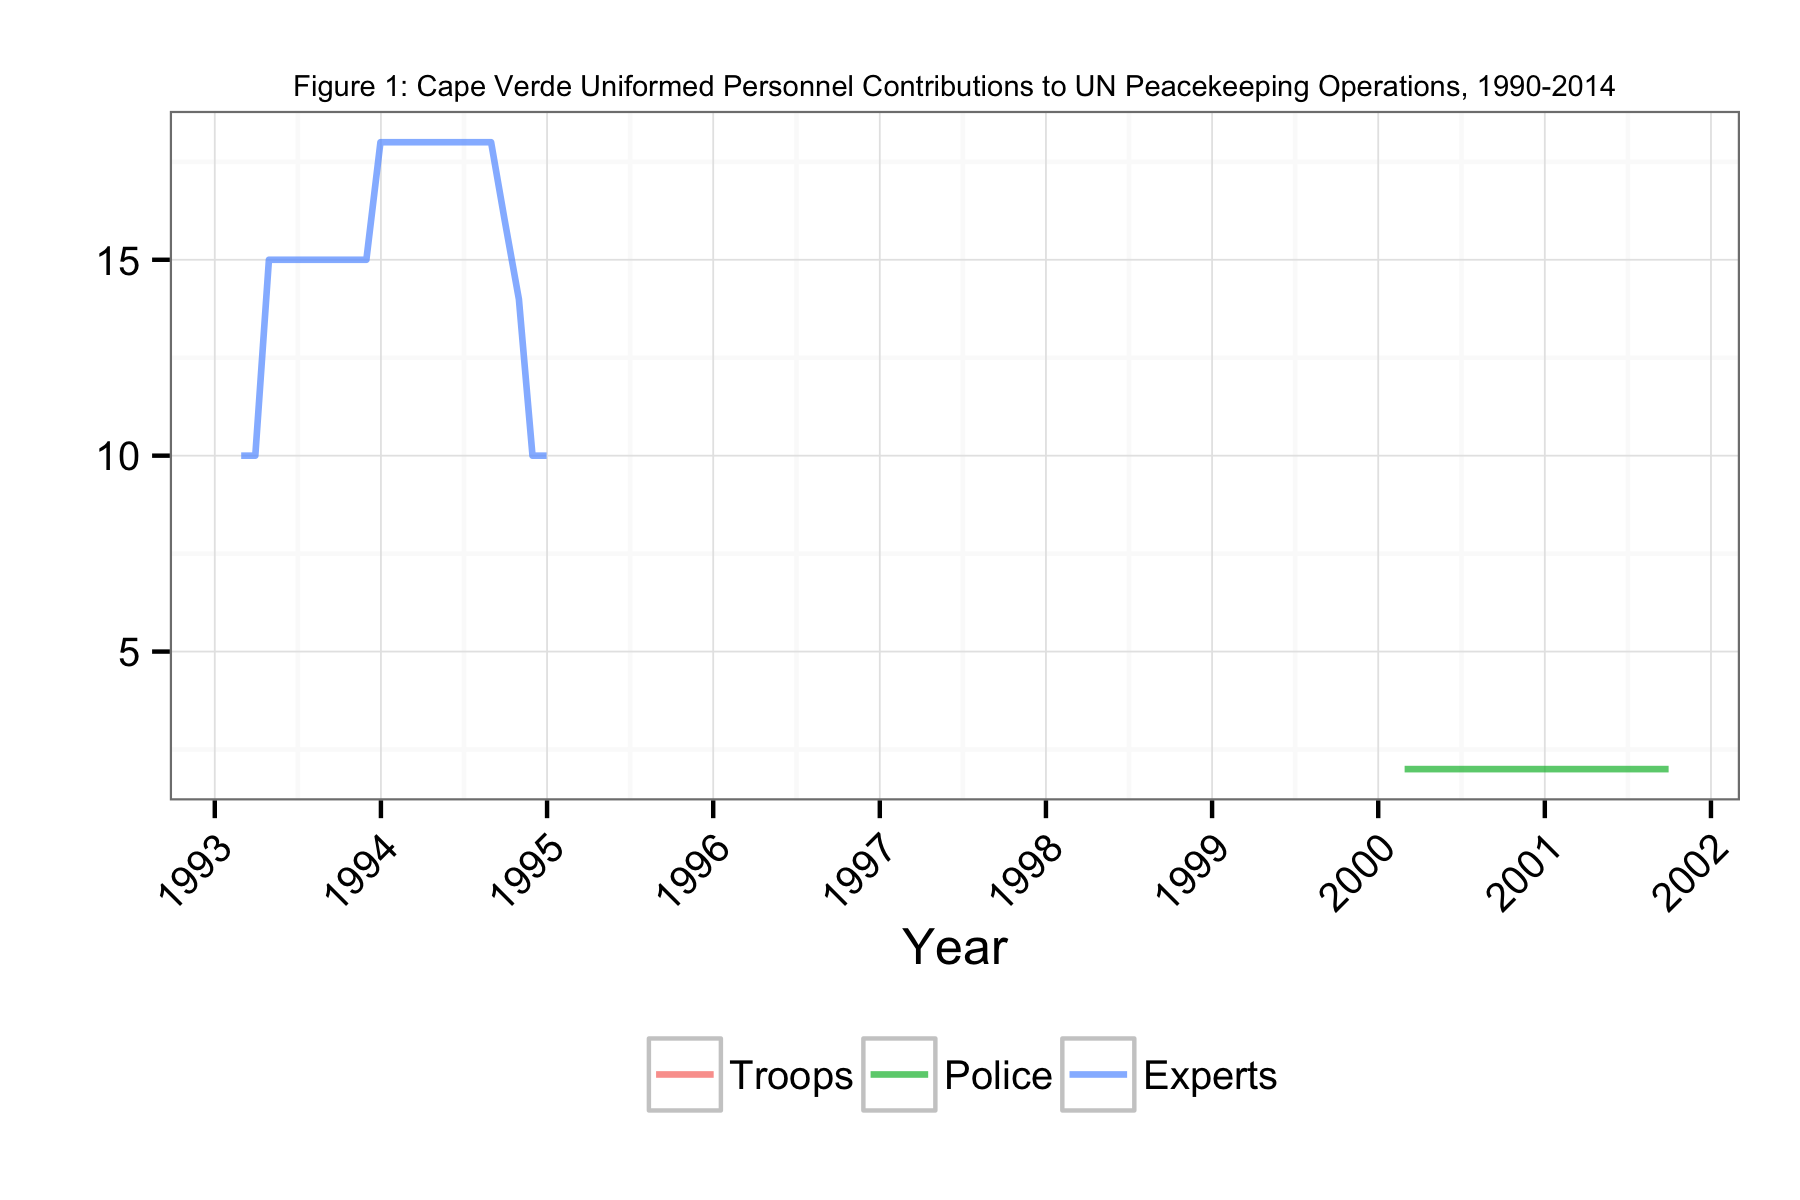 Figure 1: Cape Verde Uniformed Personnel Contributions to UN Peacekeeping Operations, 1990-2014
15
10
5
1993 1994 1995 1996 1997 1998 1999 2000 2001 2002
Year
Troops Police Experts